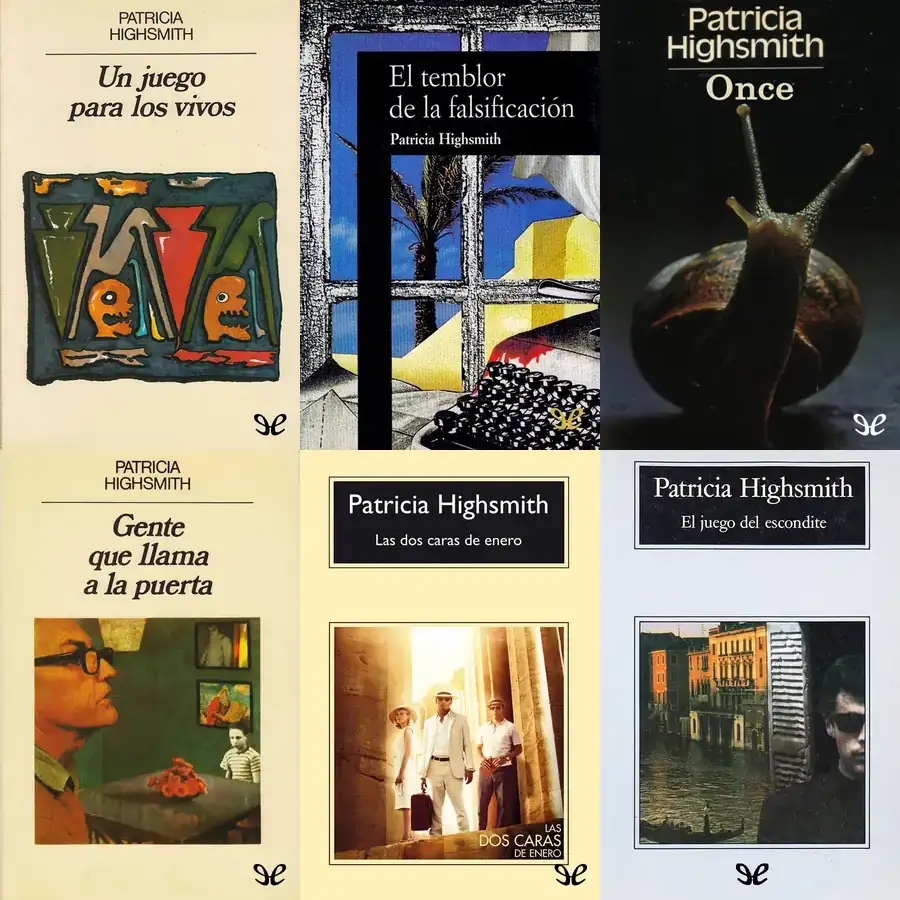 PATRICIA
HIGHSMITH
Un juego
para los vivos
El temblor
de la falsificación
Patricia Highsmith
Patricia
Highsmith
Once
PATRICIA
HIGHSMITH
Gente
que llama
a la puerta
Patricia Highsmith
Las dos caras de enero
LAS
DOS CARAS
DE ENERO
Patricia Highsmith
El juego del escondite